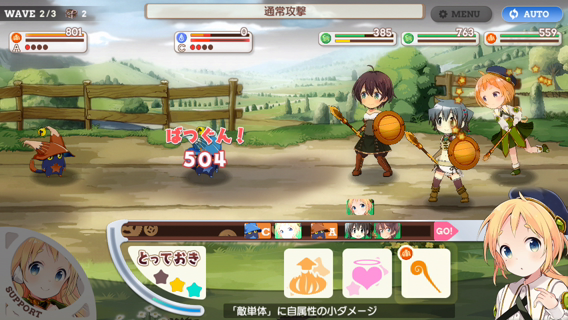 WAVE 2/3 2
通常攻撃
MENU
AUTO
801
A
0
C
385
763
559
ばつぐん!
504
C
A
GO!
とっておき
SUPPORT
「敵単体」に自属性の小ダメージ